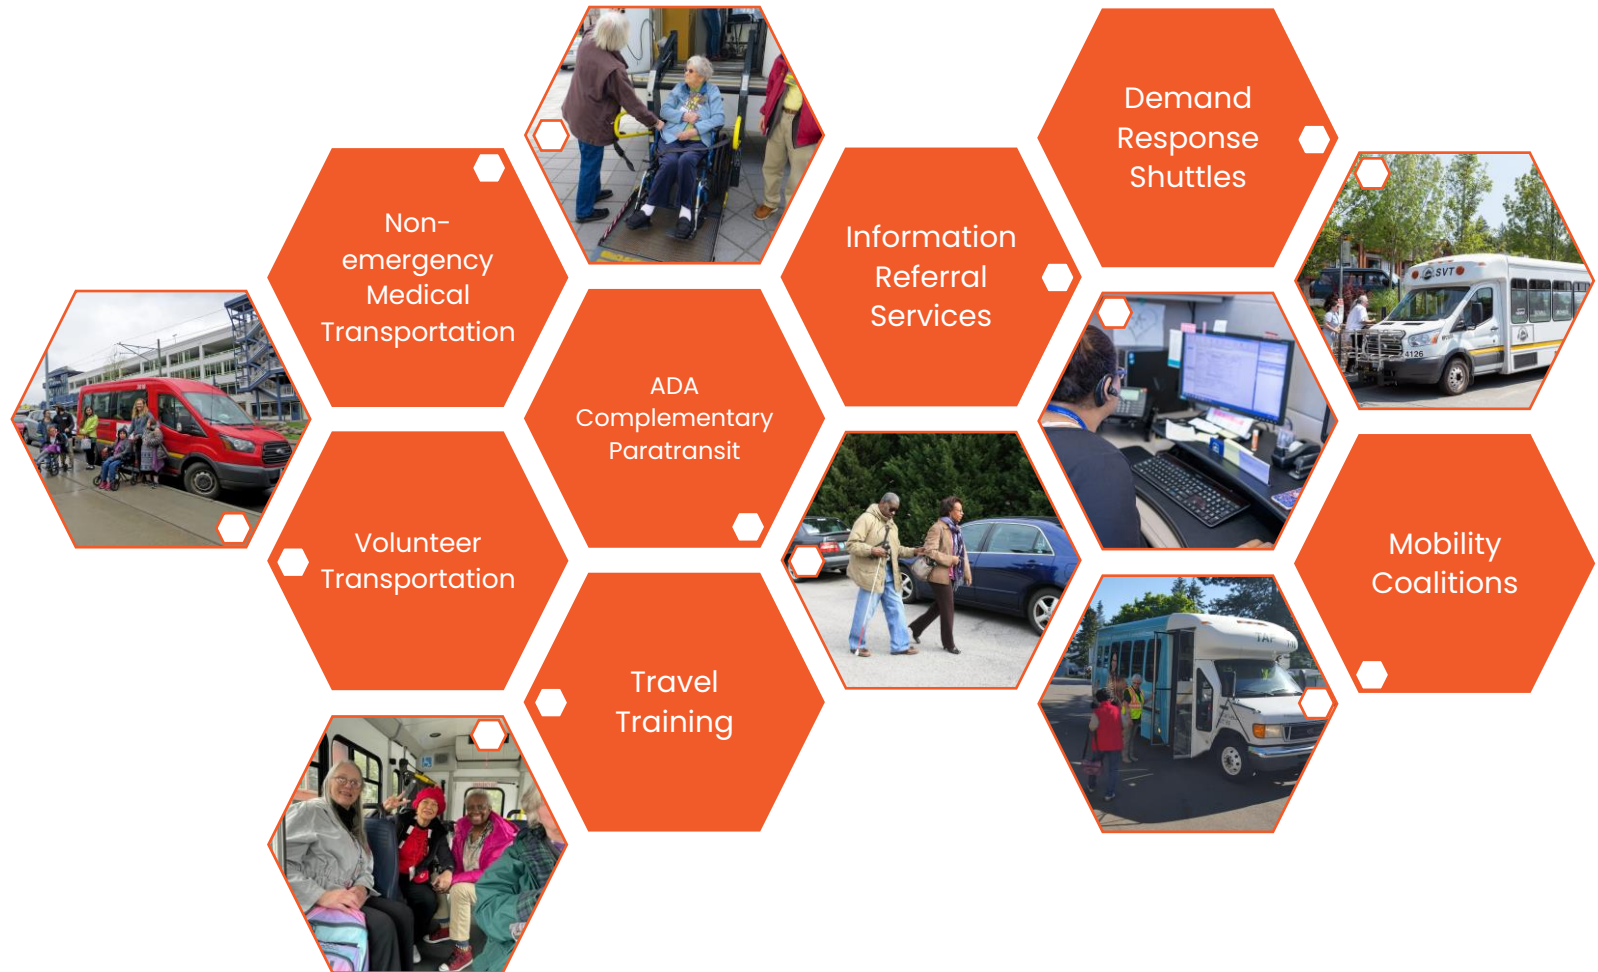 Demand
Response
Shuttles
Non-
emergency
Medical
Transportation
Information
Referral
Services
SVT
4126
ADA
Complementary
Paratransit
Volunteer
Transportation
Mobility
Coalitions
Travel
Training